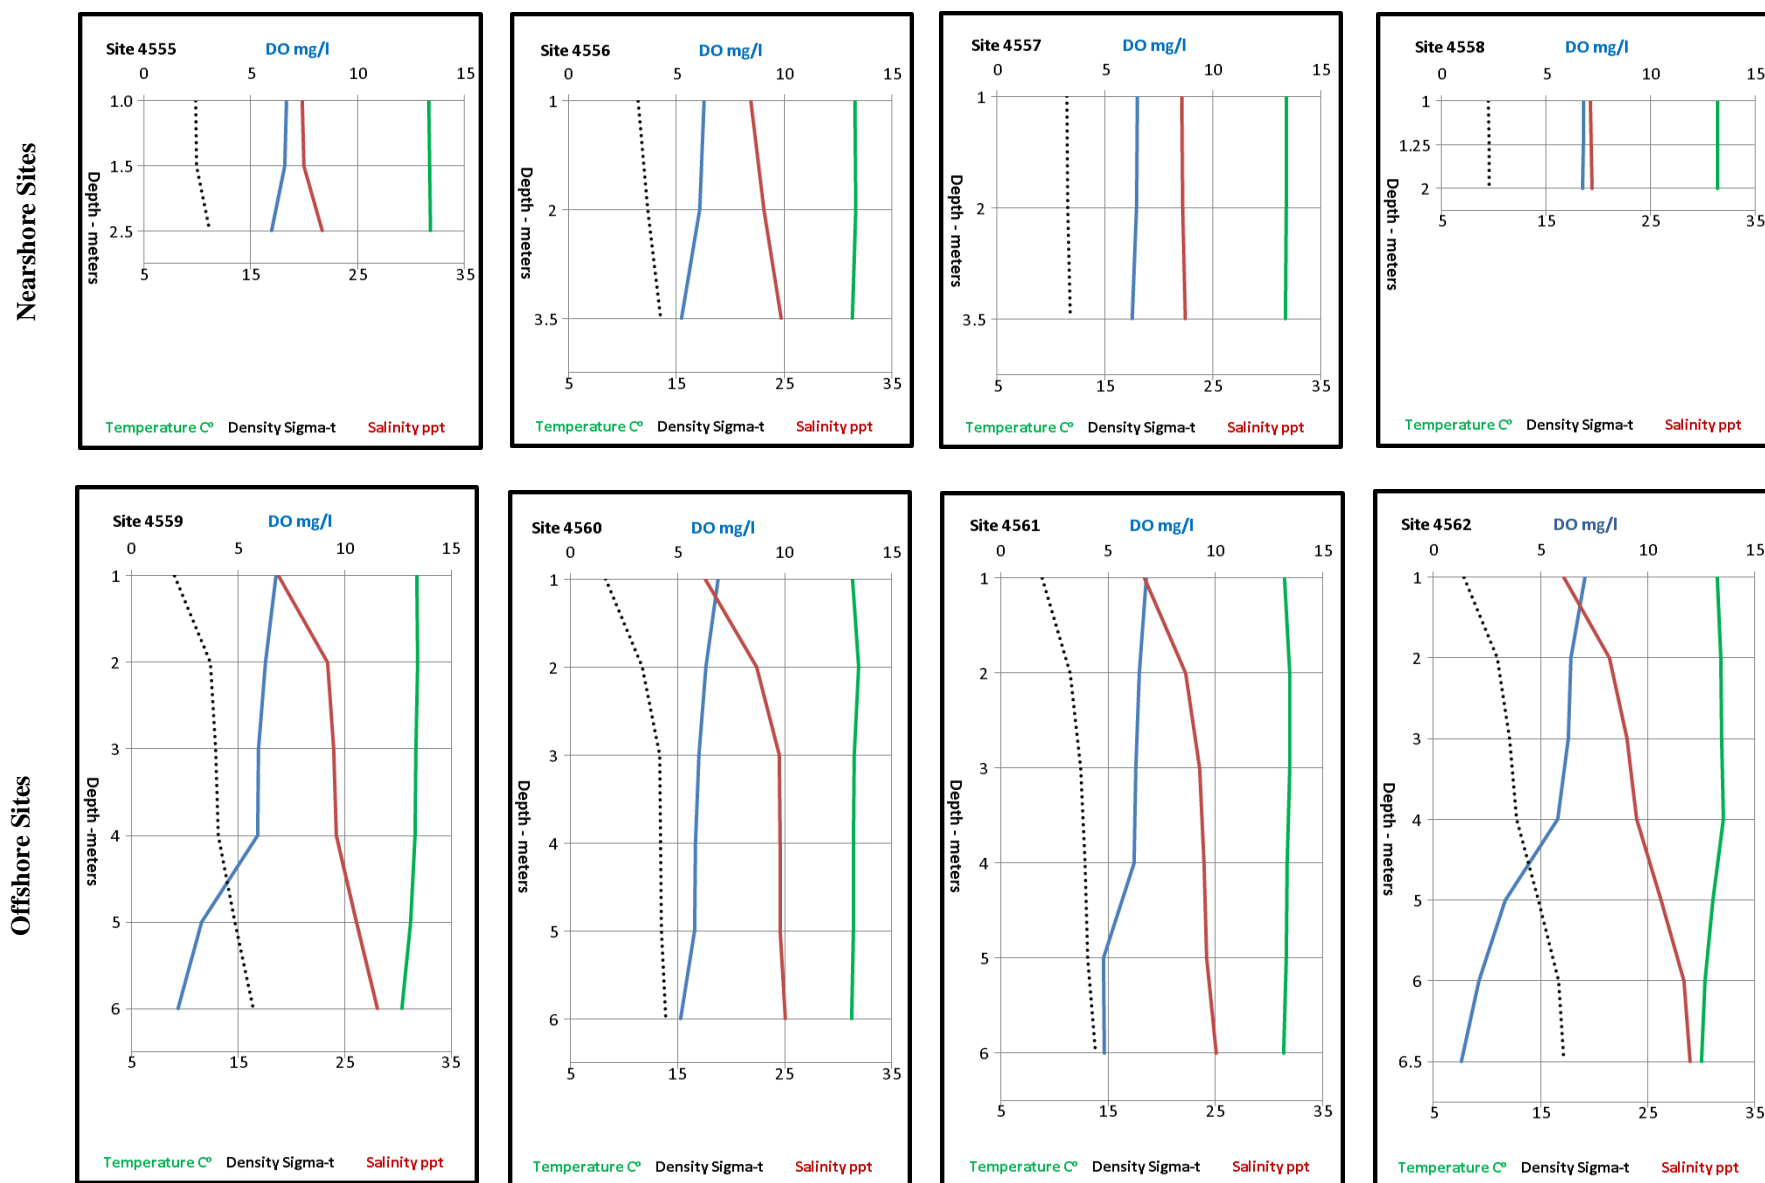 Nearshore Sites
Site 4555 DO mg/l
0 5 10 15
1.0
1.5
2.5
Depth - meters
5 15 25 35
Temperature C° Density Sigma-t Salinity ppt
Site 4556 DO mg/l
0 5 10 15
1
2
3.5
Depth - meters
5 15 25 35
Temperature C° Density Sigma-t Salinity ppt
Site 4557 DO mg/l
0 5 10 15
1
2
3.5
Depth - meters
5 15 25 35
Temperature C° Density Sigma-t Salinity ppt
Site 4558 DO mg/l
0 5 10 15
1
1.25
2
Depth - meters
5 15 25 35
Temperature C° Density Sigma-t Salinity ppt
Offshore Sites
Site 4559 DO mg/l
0 5 10 15
1
2
3
4
5
6
Depth -meters
5 15 25 35
Temperature C° Density Sigma-t Salinity ppt
Site 4560 DO mg/l
0 5 10 15
1
2
3
4
5
6
Depth - meters
5 15 25 35
Temperature C° Density Sigma-t Salinity ppt
Site 4561 DO mg/l
0 5 10 15
1
2
3
4
5
6
Depth - meters
5 15 25 35
Temperature C° Density Sigma-t Salinity ppt
Site 4562 DO mg/l
0 5 10 15
1
2
3
4
5
6
6.5
Depth - meters
5 15 25 35
Temperature C° Density Sigma-t Salinity ppt